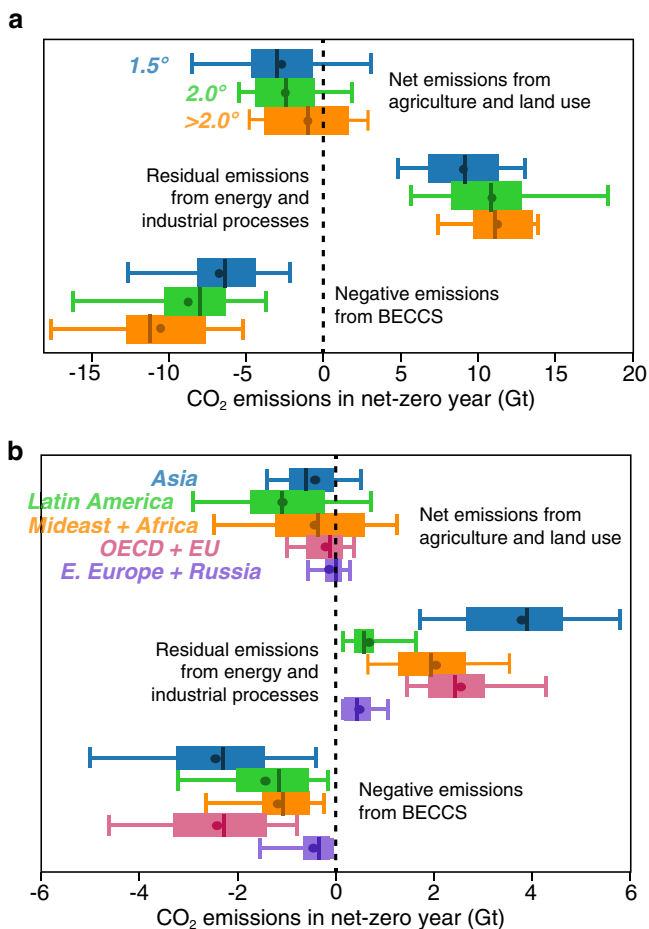 a
1.5°
2.0°
>2.0°
Net emissions from
agriculture and land use
Residual emissions
from energy and
industrial processes
Negative emissions
from BECCS
-15 -10 -5 0 5 10 15 20
CO₂ emissions in net-zero year (Gt)
b
Asia
Latin America
Mideast + Africa
OECD + EU
E. Europe + Russia
Net emissions from
agriculture and land use
Residual emissions
from energy and
industrial processes
Negative emissions
from BECCS
-6 -4 -2 0 2 4 6
CO₂ emissions in net-zero year (Gt)